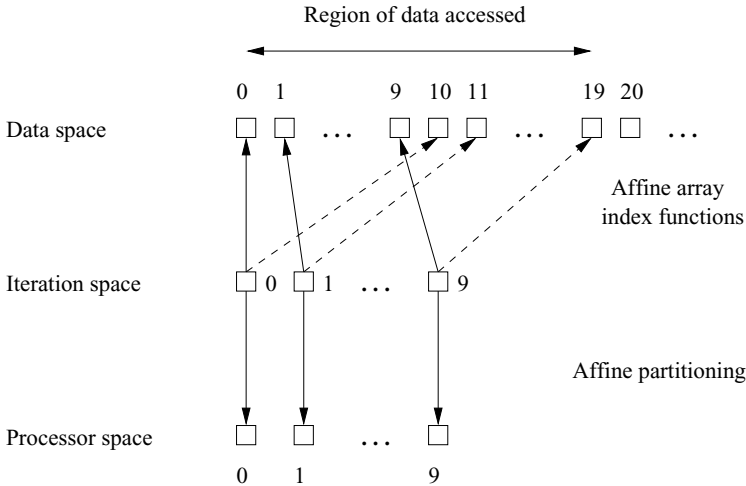 Region of data accessed
0 1 9 10 11 19 20
Data space ... ... ...
Affine array
index functions
Iteration space 0 1 ... 9
Affine partitioning
Processor space ...
0 1 9